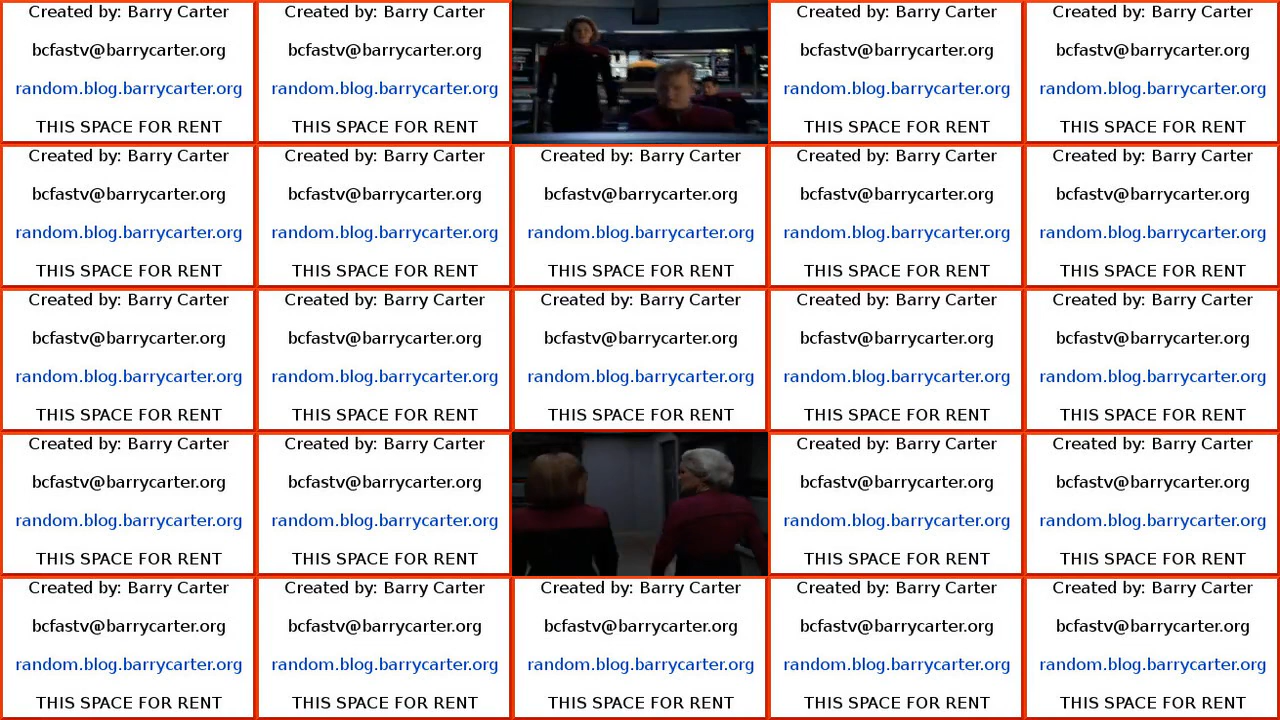 Created by: Barry Carter Created by: Barry Carter Created by: Barry Carter Created by: Barry Carter
bcfastv@barrycarter.org bcfastv@barrycarter.org bcfastv@barrycarter.org bcfastv@barrycarter.org
random.blog.barrycarter.org random.blog.barrycarter.org random.blog.barrycarter.org random.blog.barrycarter.org
THIS SPACE FOR RENT THIS SPACE FOR RENT THIS SPACE FOR RENT THIS SPACE FOR RENT
Created by: Barry Carter Created by: Barry Carter Created by: Barry Carter Created by: Barry Carter Created by: Barry Carter
bcfastv@barrycarter.org bcfastv@barrycarter.org bcfastv@barrycarter.org bcfastv@barrycarter.org bcfastv@barrycarter.org
random.blog.barrycarter.org random.blog.barrycarter.org random.blog.barrycarter.org random.blog.barrycarter.org random.blog.barrycarter.org
THIS SPACE FOR RENT THIS SPACE FOR RENT THIS SPACE FOR RENT THIS SPACE FOR RENT THIS SPACE FOR RENT
Created by: Barry Carter Created by: Barry Carter Created by: Barry Carter Created by: Barry Carter Created by: Barry Carter
bcfastv@barrycarter.org bcfastv@barrycarter.org bcfastv@barrycarter.org bcfastv@barrycarter.org bcfastv@barrycarter.org
random.blog.barrycarter.org random.blog.barrycarter.org random.blog.barrycarter.org random.blog.barrycarter.org random.blog.barrycarter.org
THIS SPACE FOR RENT THIS SPACE FOR RENT THIS SPACE FOR RENT THIS SPACE FOR RENT THIS SPACE FOR RENT
Created by: Barry Carter Created by: Barry Carter Created by: Barry Carter Created by: Barry Carter
bcfastv@barrycarter.org bcfastv@barrycarter.org bcfastv@barrycarter.org bcfastv@barrycarter.org
random.blog.barrycarter.org random.blog.barrycarter.org random.blog.barrycarter.org random.blog.barrycarter.org
THIS SPACE FOR RENT THIS SPACE FOR RENT THIS SPACE FOR RENT THIS SPACE FOR RENT
Created by: Barry Carter Created by: Barry Carter Created by: Barry Carter Created by: Barry Carter Created by: Barry Carter
bcfastv@barrycarter.org bcfastv@barrycarter.org bcfastv@barrycarter.org bcfastv@barrycarter.org bcfastv@barrycarter.org
random.blog.barrycarter.org random.blog.barrycarter.org random.blog.barrycarter.org random.blog.barrycarter.org random.blog.barrycarter.org
THIS SPACE FOR RENT THIS SPACE FOR RENT THIS SPACE FOR RENT THIS SPACE FOR RENT THIS SPACE FOR RENT